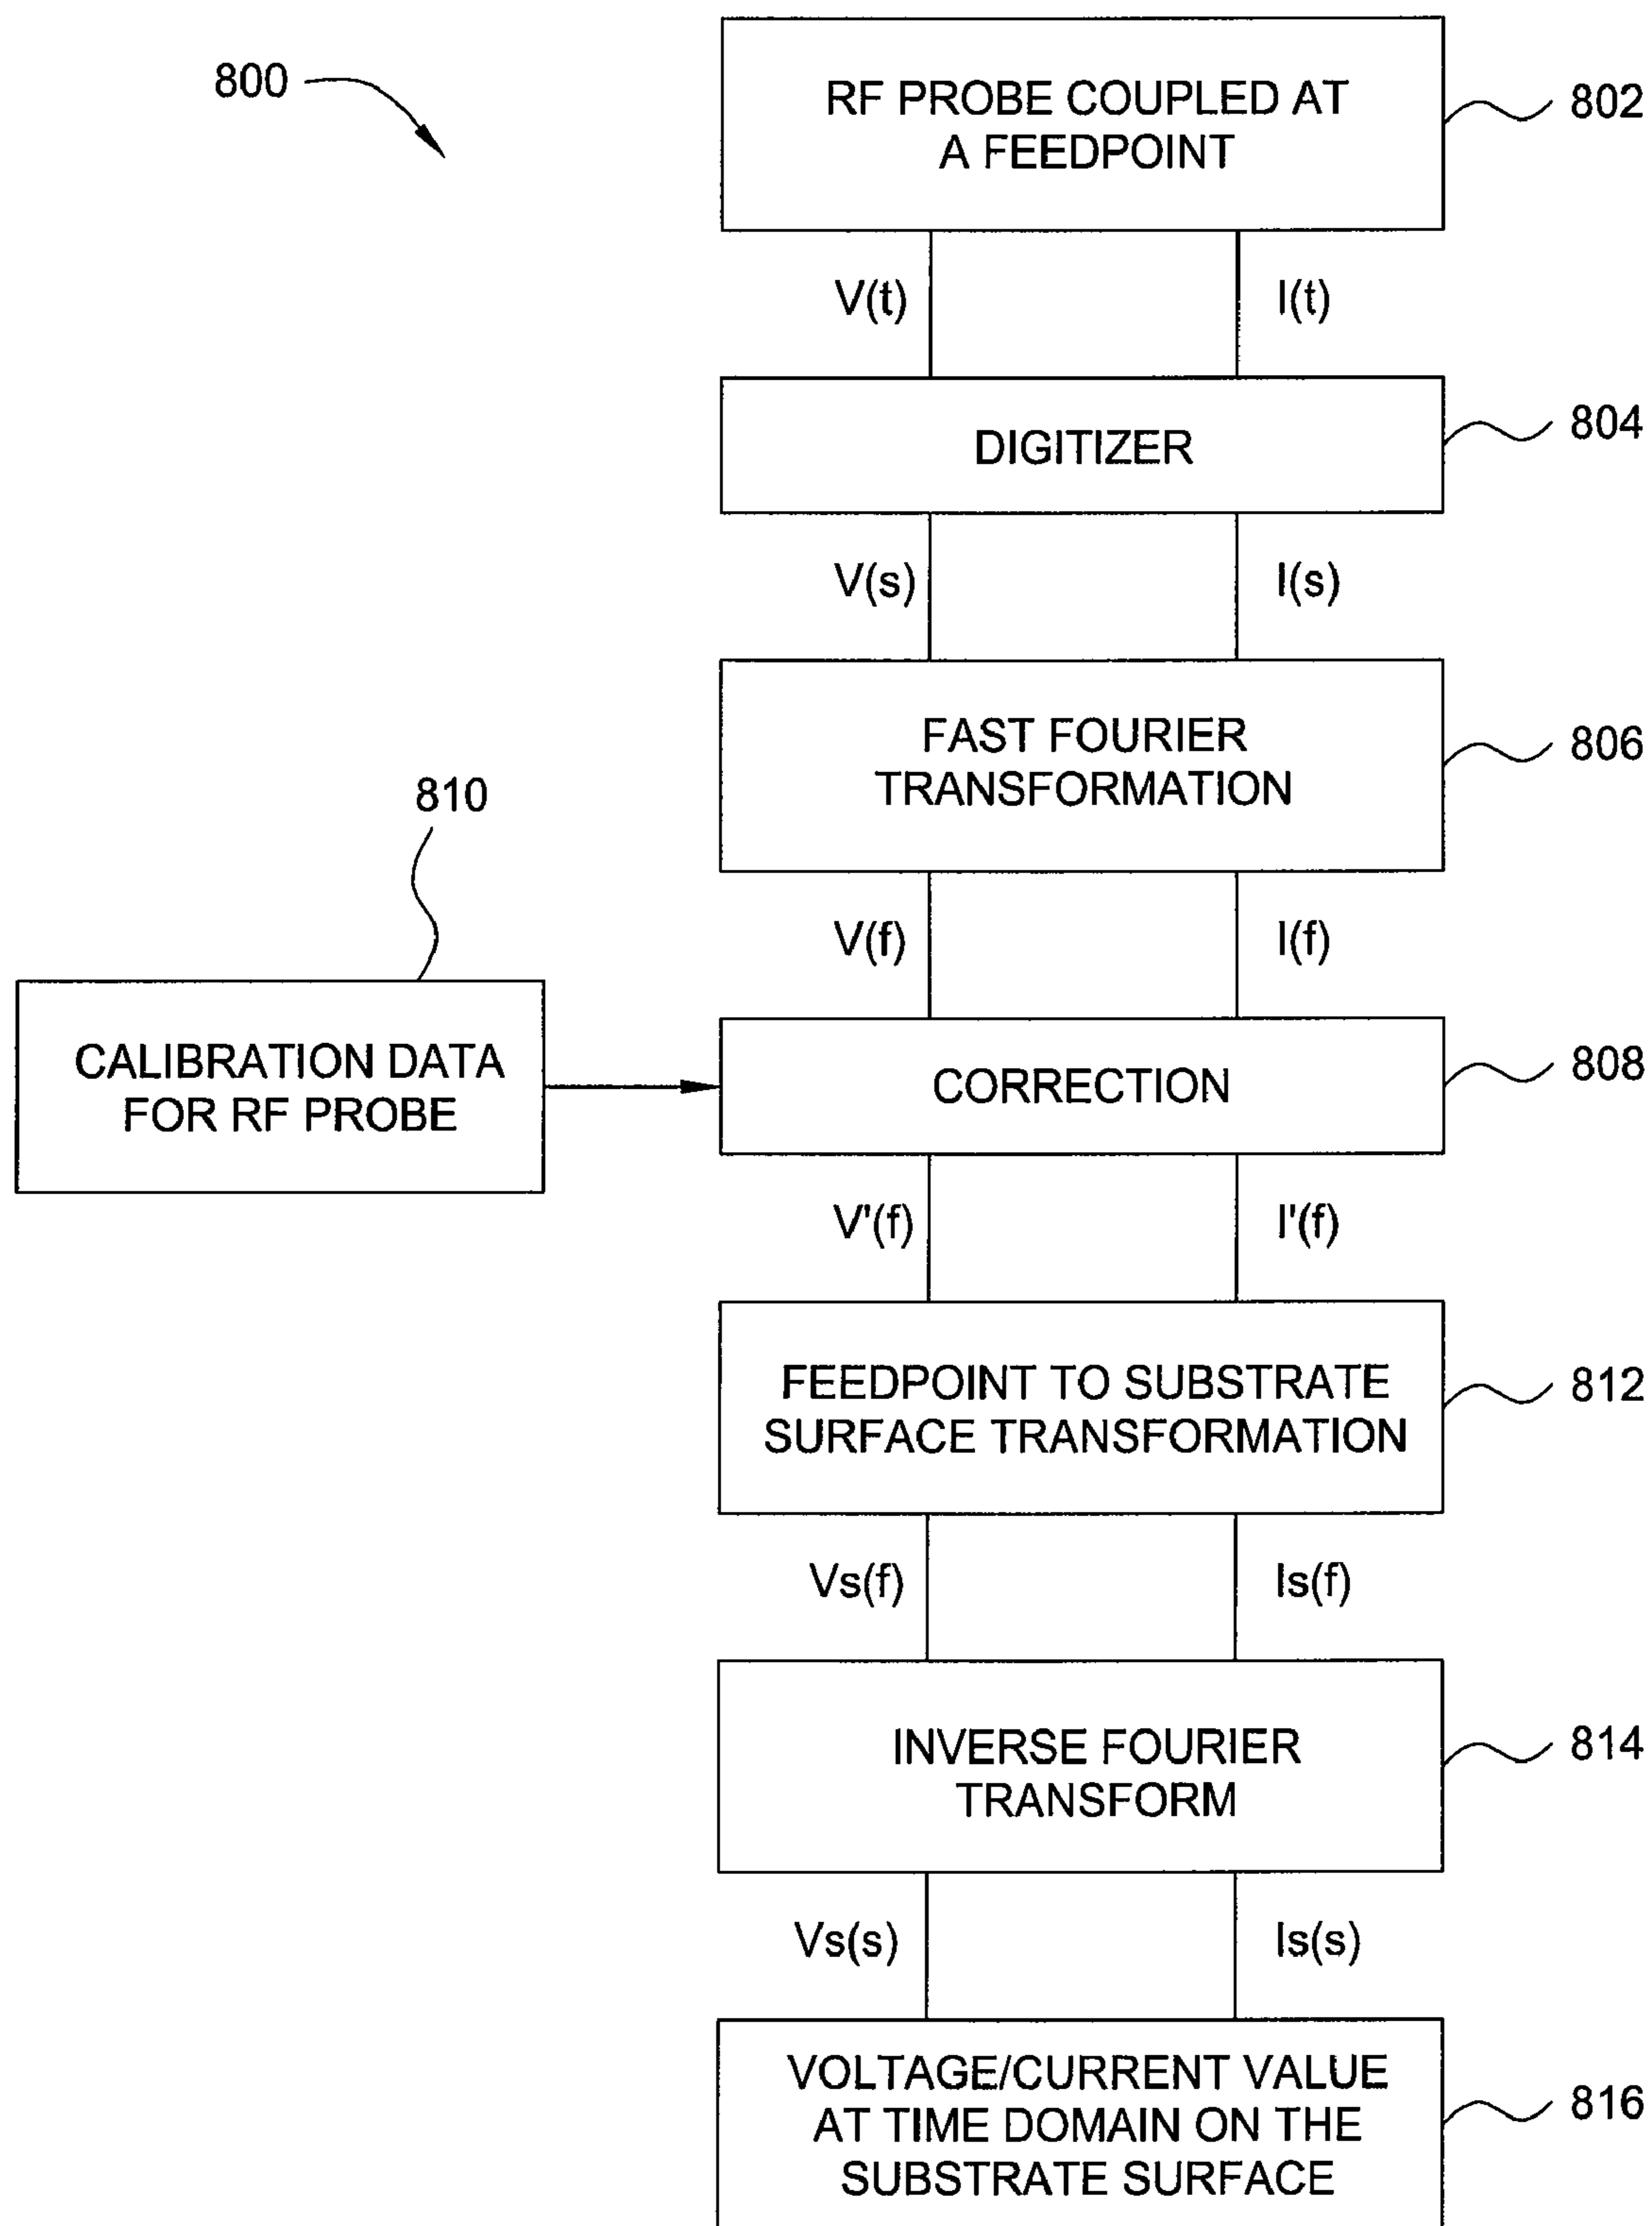 800
RF PROBE COUPLED AT
A FEEDPOINT
802
V(t)
I(t)
DIGITIZER
804
V(s)
I(s)
FAST FOURIER
TRANSFORMATION
806
810
V(f)
I(f)
CALIBRATION DATA
FOR RF PROBE
CORRECTION
808
V'(f)
I'(f)
FEEDPOINT TO SUBSTRATE
SURFACE TRANSFORMATION
812
Vs(f)
Is(f)
INVERSE FOURIER
TRANSFORM
814
Vs(s)
Is(s)
VOLTAGE/CURRENT VALUE
AT TIME DOMAIN ON THE
SUBSTRATE SURFACE
816